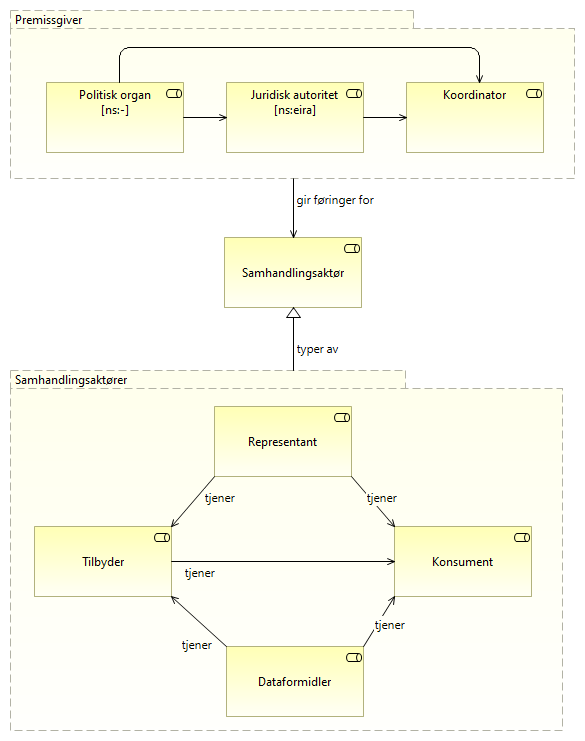 Premissgiver
Politisk organ
[ns:-]
Juridisk autoritet
[ns:eira]
Koordinator
gir føringer for
Samhandlingsaktør
typer av
Samhandlingsaktører
Representant
tjener
tjener
Tilbyder
tjener
Konsument
tjener
tjener
Dataformidler